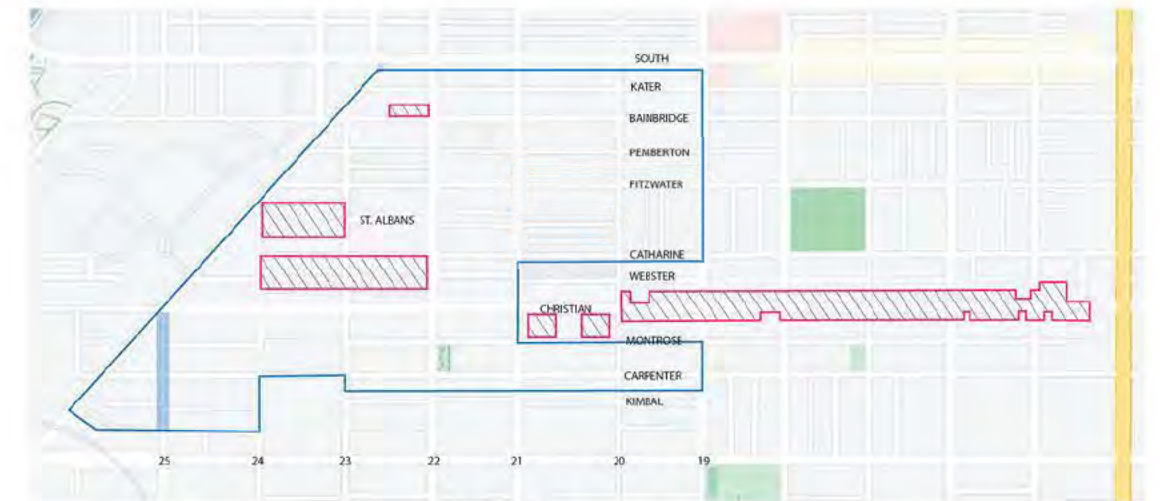 SOUTH
KATER
BAINBRIDGE
PEMBERTON
FITZWATER
ST. ALBANS
CATHARINE
WEBSTER
CHRISTIAN
MONTROSE
CARPENTER
KIMBAL
25 24 23 22 21 20 19